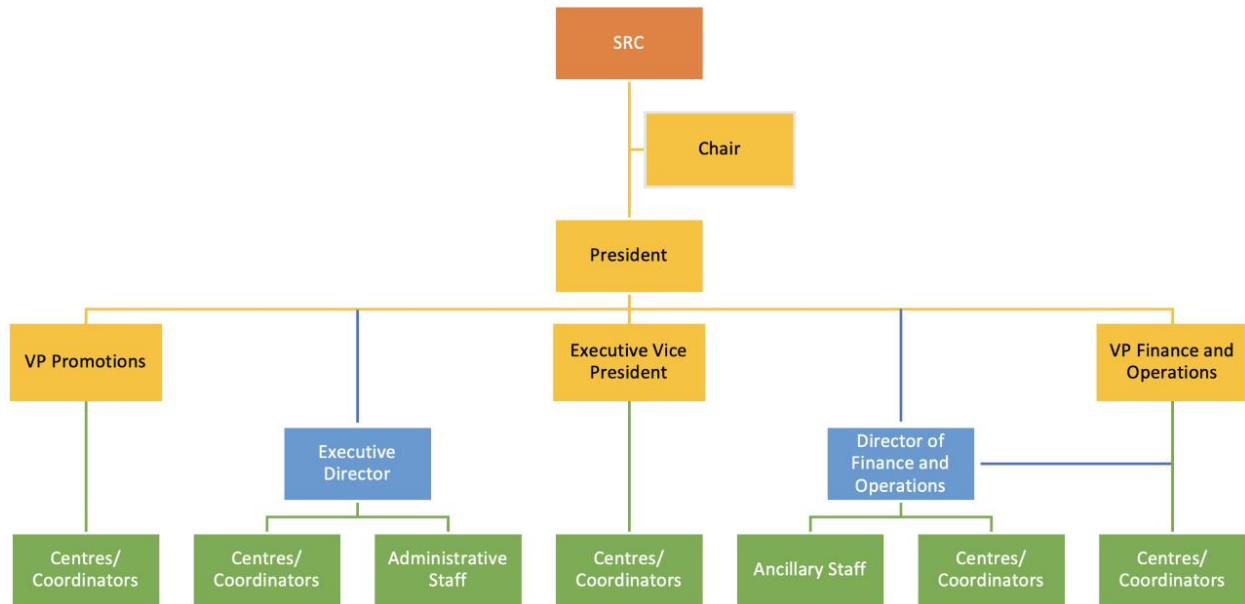 SRC
Chair
President
VP Promotions
Executive Vice
President
VP Finance and
Operations
Executive
Director
Director of
Finance and
Operations
Centres/
Coordinators
Centres/
Coordinators
Administrative
Staff
Centres/
Coordinators
Ancillary Staff
Centres/
Coordinators
Centres/
Coordinators